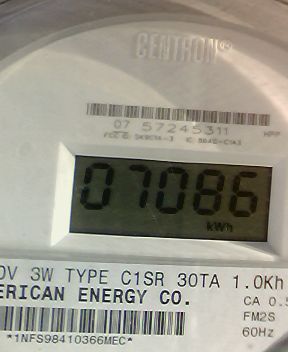 CENTRON®
07 57245311
HPP
07086
kWh
0V 3W TYPE C1SR 30TA 1.0Kh
ERICAN ENERGY CO.
CA 0.5
FM2S
60Hz
*1NFS98410366MEC*